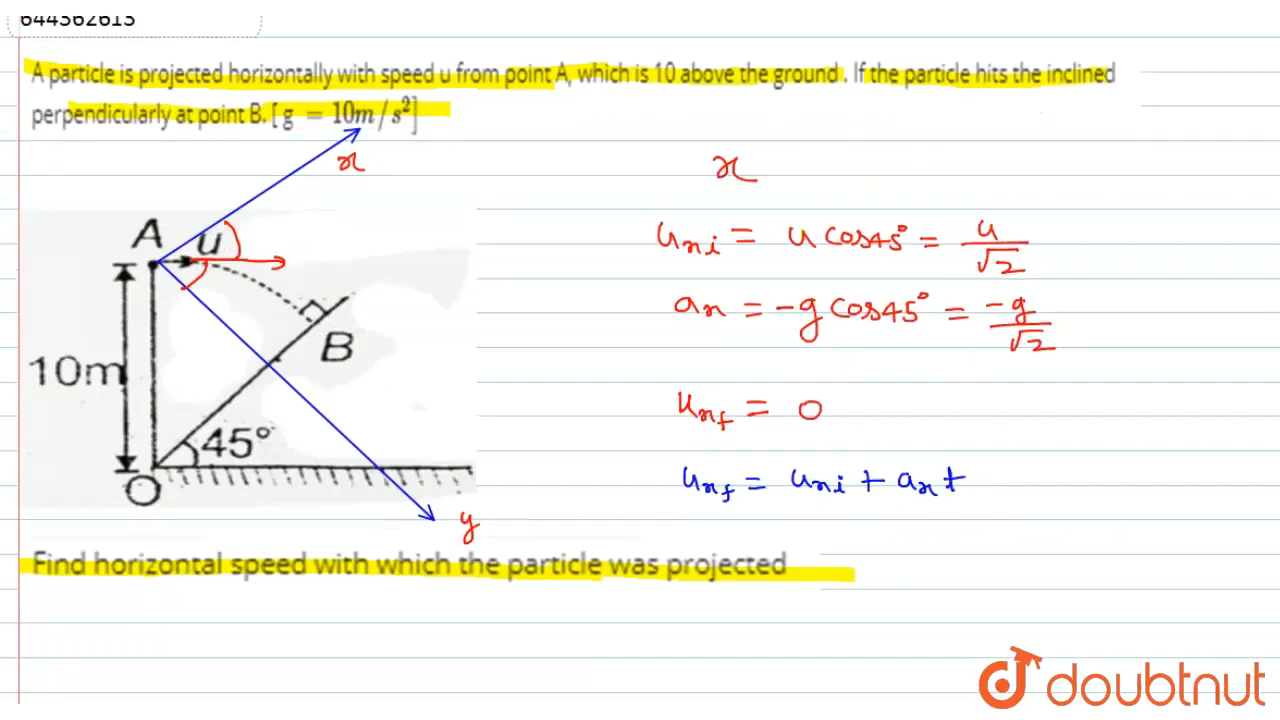 644362613
A particle is projected horizontally with speed u from point A, which is 10 above the ground . If the particle hits the inclined
perpendicularly at point B. [ g = 10m/s²]
x
x
A
u
u_xi = u cos45° = u/√2
a_x = -g cos45° = -g/√2
B
10m
u_xf = 0
45°
u_xf = u_xi + a_x t
O
y
Find horizontal speed with which the particle was projected
doubtnut